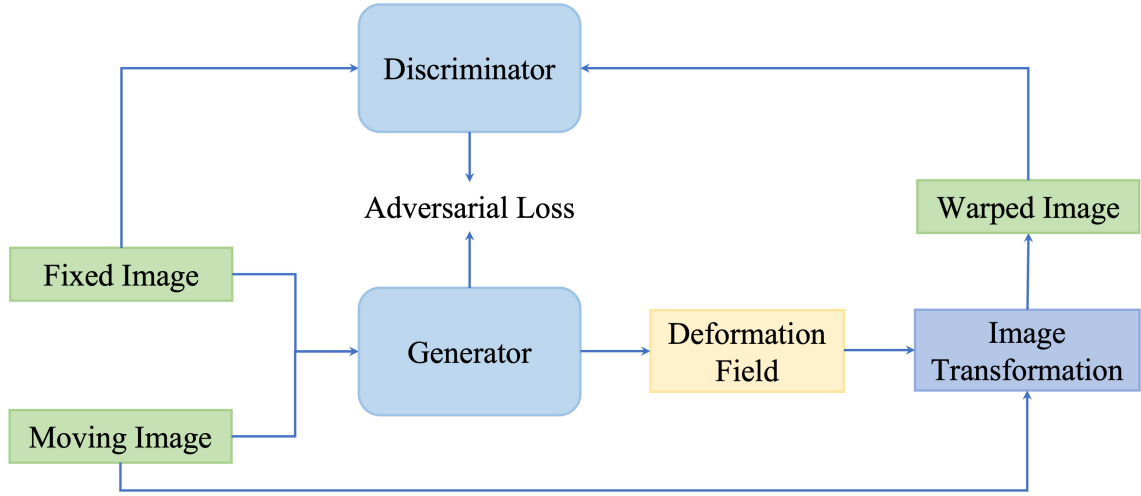 Discriminator
Adversarial Loss
Warped Image
Fixed Image
Generator
Deformation
Field
Image
Transformation
Moving Image